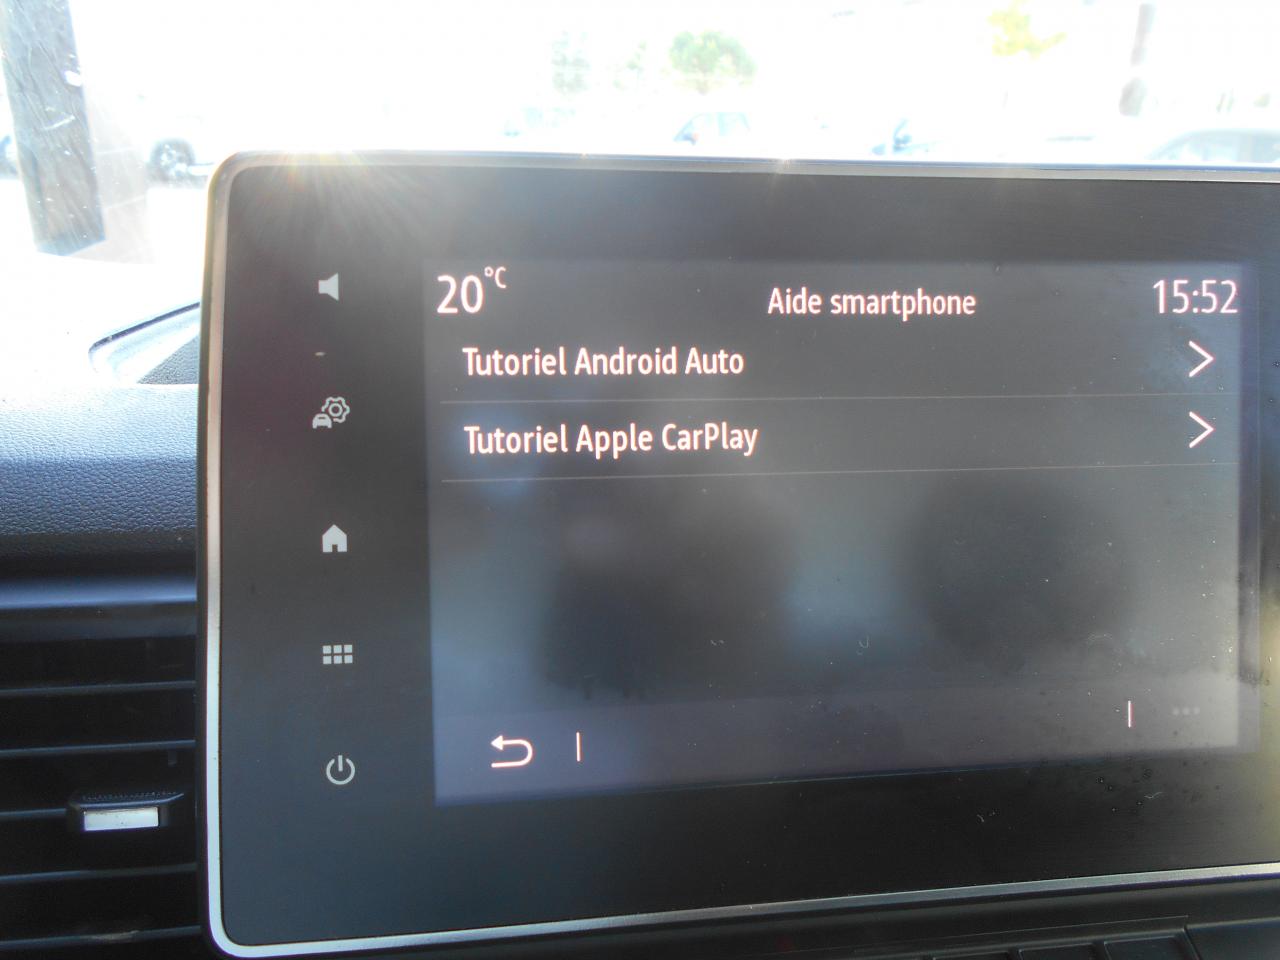 20°C
Aide smartphone
15:52
Tutoriel Android Auto
Tutoriel Apple CarPlay